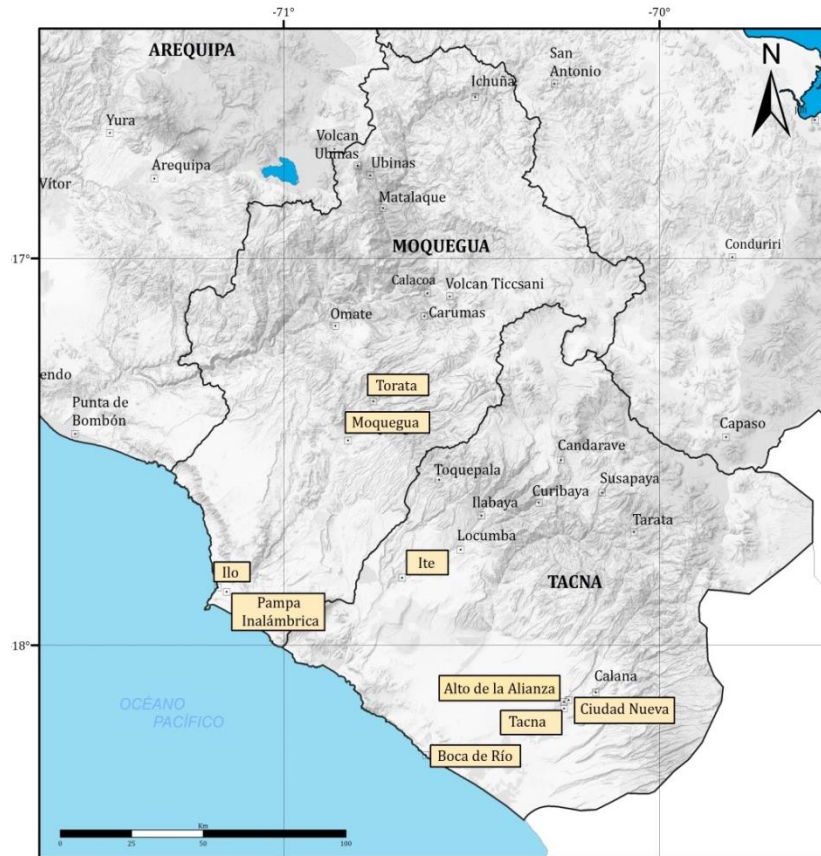 -71°
-70°
AREQUIPA
N
San
Antonio
Ichuña
Yura
Volcan
Ubinas
Ubinas
Arequipa
Vítor
Matalaque
MOQUEGUA
Conduriri
17°
Calacoa
Volcan Ticcsani
Carumas
Omate
endo
Torata
Punta de
Bombón
Moquegua
Capaso
Candarave
Toquepala
Susapaya
Curibaya
Ilabaya
Tarata
Locumba
Ite
Ilo
TACNA
Pampa
Inalámbrica
18°
Calana
Alto de la Alianza
Ciudad Nueva
OCÉANO
PACÍFICO
Tacna
Boca de Río
Km
0 25 50 100